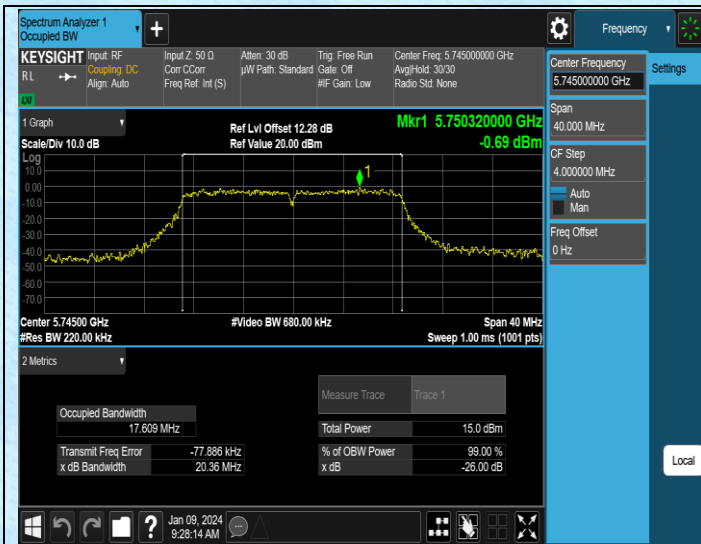 Spectrum Analyzer 1
Occupied BW
+
Frequency
KEYSIGHT
RL
LXI
Input: RF
Coupling: DC
Align: Auto
Input Z: 50 Ω
Corr CCorr
Freq Ref: Int (S)
Atten: 30 dB
µW Path: Standard
Trig: Free Run
Gate: Off
#IF Gain: Low
Center Freq: 5.745000000 GHz
Avg|Hold: 30/30
Radio Std: None
Center Frequency
5.745000000 GHz
Settings
Span
40.000 MHz
CF Step
4.000000 MHz
Auto
Man
Freq Offset
0 Hz
Local
1 Graph
Scale/Div 10.0 dB
Ref Lvl Offset 12.28 dB
Ref Value 20.00 dBm
Mkr1 5.750320000 GHz
-0.69 dBm
Log
10.0
0.00
-10.0
-20.0
-30.0
-40.0
-50.0
-60.0
-70.0
1
Center 5.74500 GHz
#Video BW 680.00 kHz
Span 40 MHz
#Res BW 220.00 kHz
Sweep 1.00 ms (1001 pts)
2 Metrics
Measure Trace
Trace 1
Occupied Bandwidth
17.609 MHz
Total Power
15.0 dBm
Transmit Freq Error
-77.886 kHz
% of OBW Power
99.00 %
x dB Bandwidth
20.36 MHz
x dB
-26.00 dB
?
Jan 09, 2024
9:28:14 AM